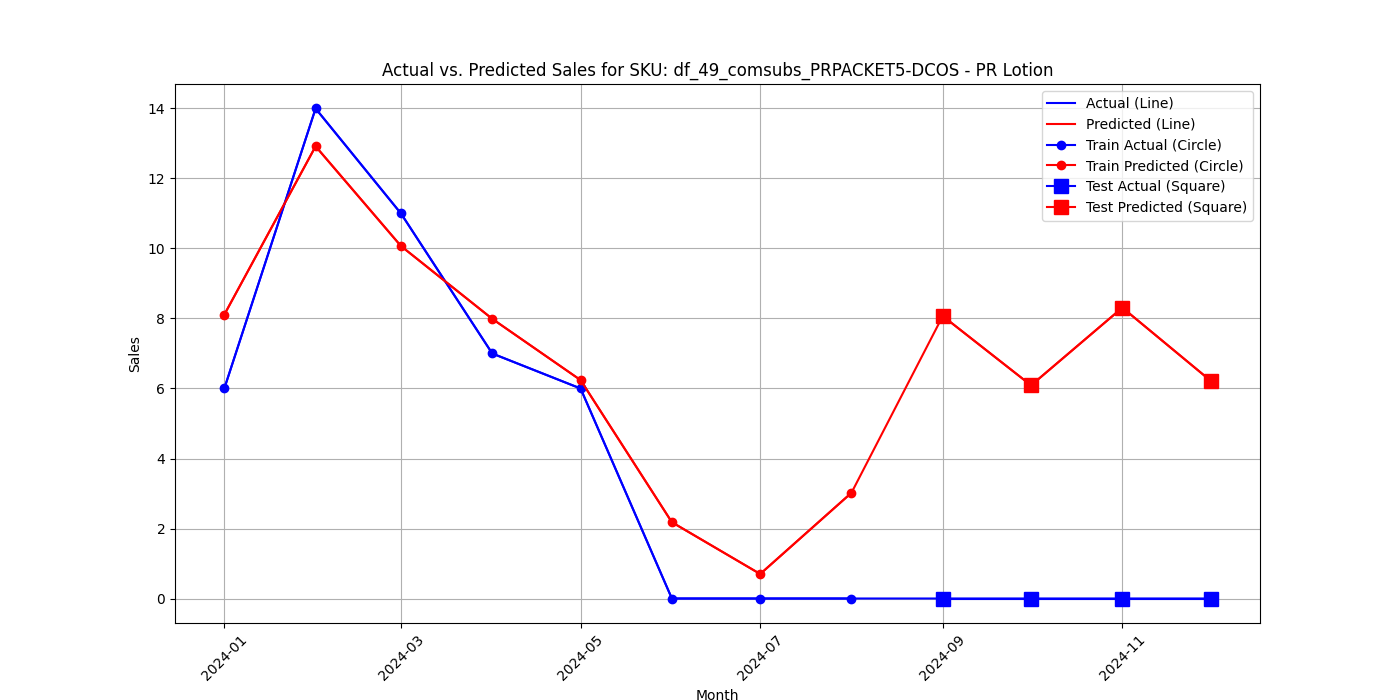 Actual vs. Predicted Sales for SKU: df_49_comsubs_PRPACKET5-DCOS - PR Lotion
Actual (Line)
Predicted (Line)
Train Actual (Circle)
Train Predicted (Circle)
Test Actual (Square)
Test Predicted (Square)
Sales
14
12
10
8
6
4
2
0
2024-01
2024-03
2024-05
2024-07
2024-09
2024-11
Month